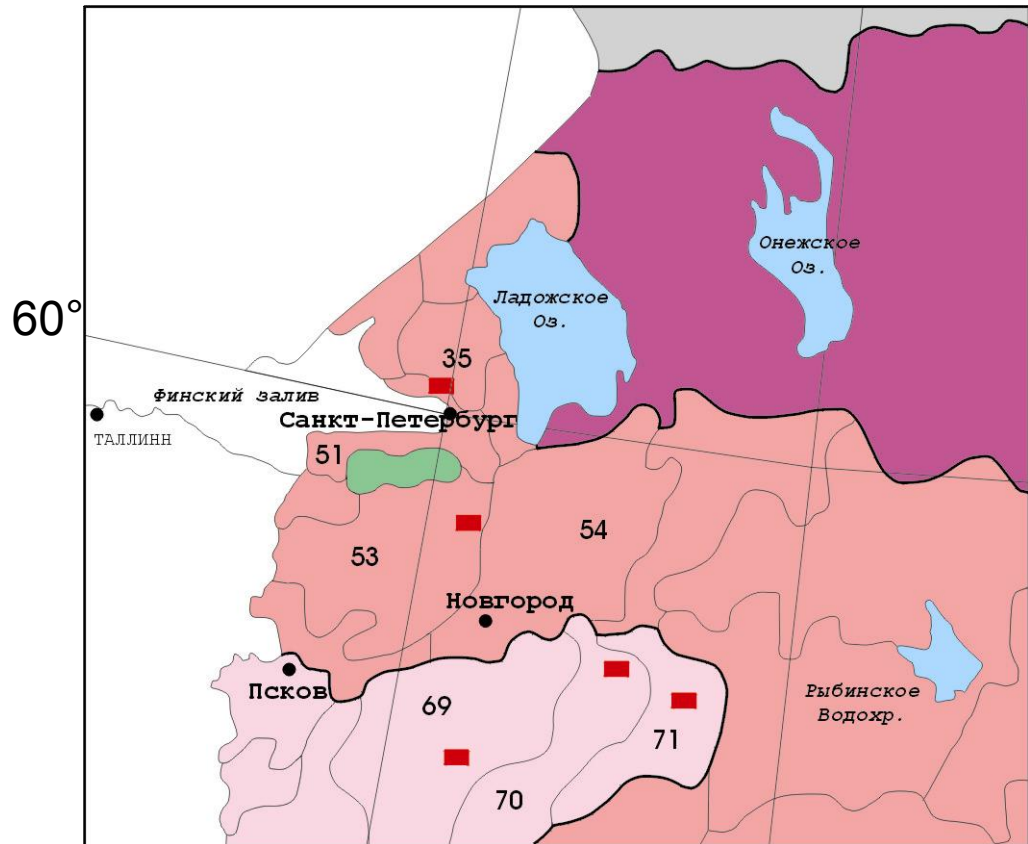 Онежское
Оз.
Ладожское
Оз.
60°
35
Финский залив
Санкт-Петербург
ТАЛЛИНН
51
54
53
Новгород
Псков
Рыбинское
Водохр.
69
71
70